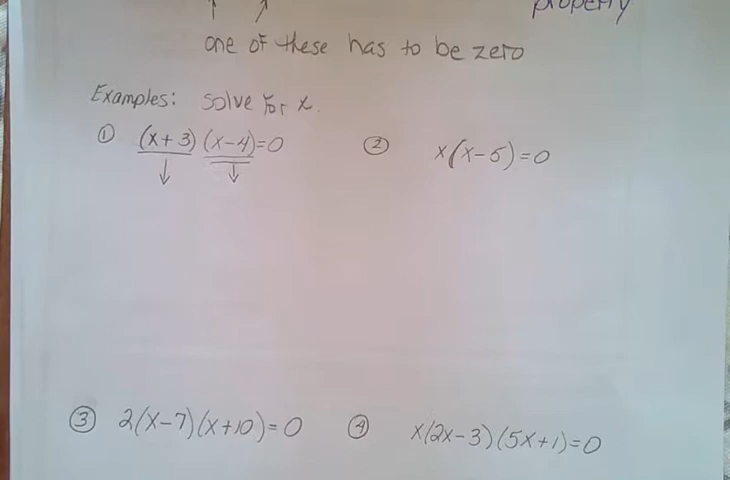 property
one of these has to be zero
Examples: solve for x.
① (x+3)(x-4)=0
② x(x-5)=0
③ 2(x-7)(x+10)=0
④ x(2x-3)(5x+1)=0